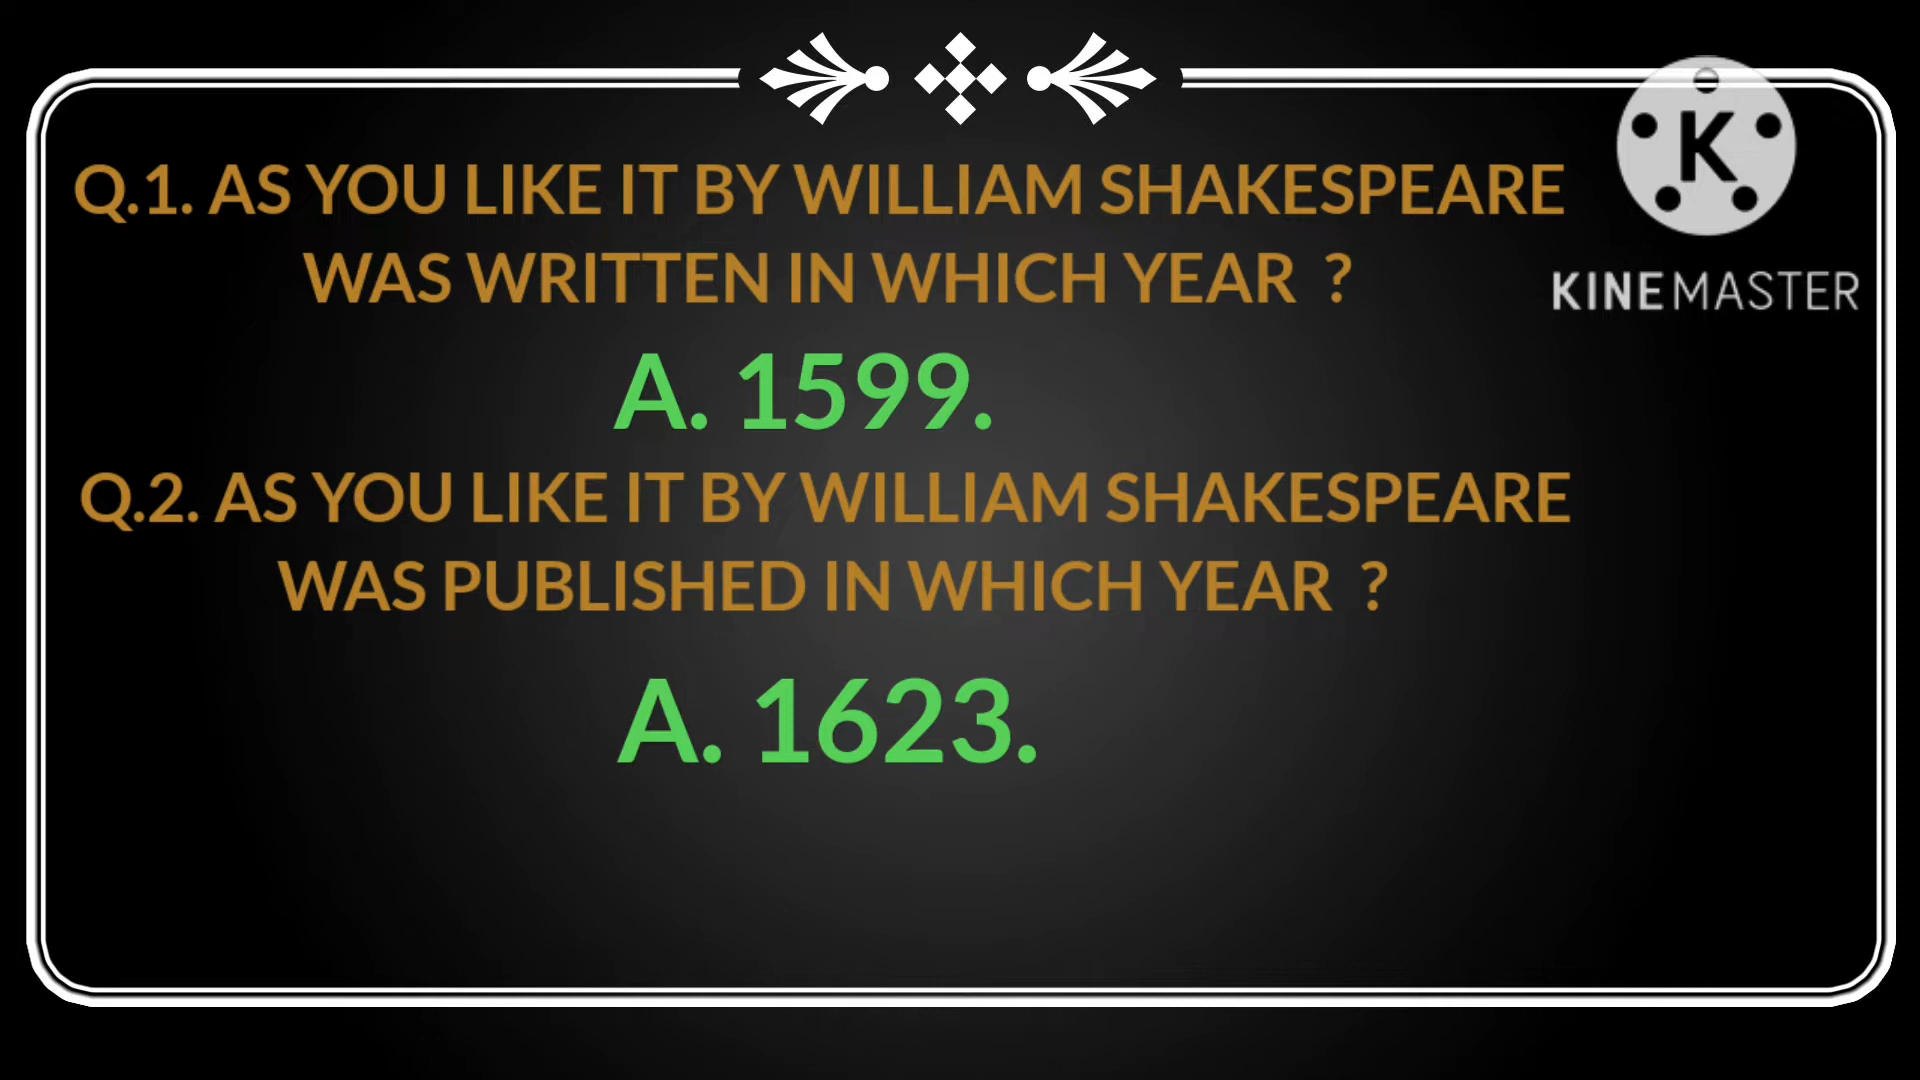 Q.1. AS YOU LIKE IT BY WILLIAM SHAKESPEARE
WAS WRITTEN IN WHICH YEAR ?
K
KINEMASTER
A. 1599.
Q.2. AS YOU LIKE IT BY WILLIAM SHAKESPEARE
WAS PUBLISHED IN WHICH YEAR ?
A. 1623.